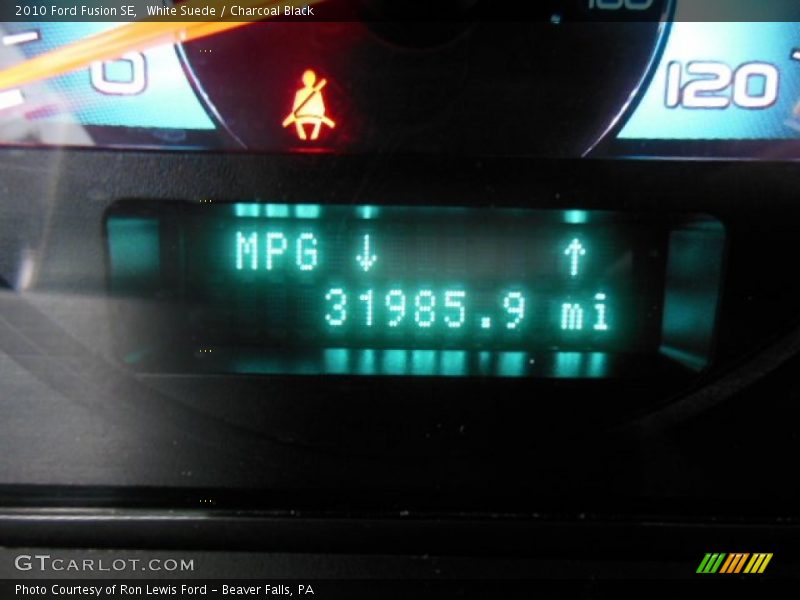 2010 Ford Fusion SE,  White Suede / Charcoal Black
0
120
MPG ↓ ↑
31985.9 mi
GTCARLOT.COM
Photo Courtesy of Ron Lewis Ford - Beaver Falls, PA